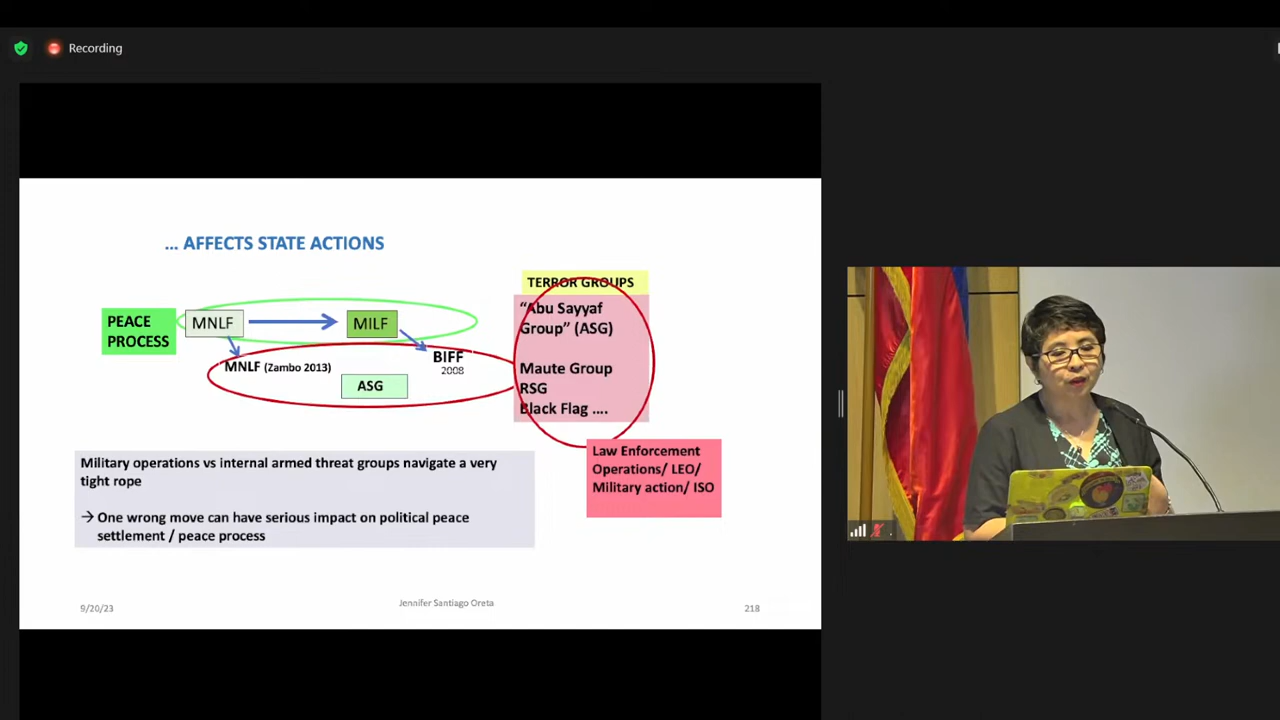 Recording
... AFFECTS STATE ACTIONS
TERROR GROUPS
PEACE
PROCESS
MNLF
MILF
"Abu Sayyaf
Group" (ASG)
MNLF (Zambo 2013)
BIFF
2008
ASG
Maute Group
RSG
Black Flag ....
Law Enforcement
Operations/ LEO/
Military action/ ISO
Military operations vs internal armed threat groups navigate a very
tight rope
→ One wrong move can have serious impact on political peace
settlement / peace process
9/20/23
Jennifer Santiago Oreta
218